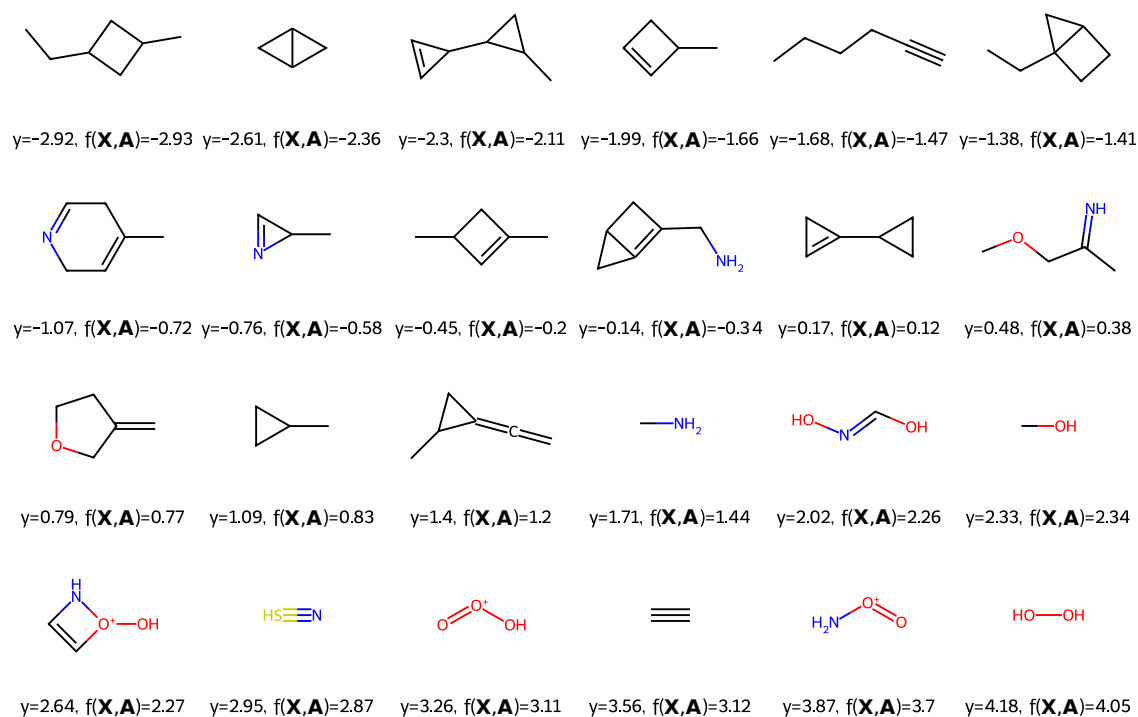 y=−2.92, f(X,A)=−2.93 y=−2.61, f(X,A)=−2.36 y=−2.3, f(X,A)=−2.11 y=−1.99, f(X,A)=−1.66 y=−1.68, f(X,A)=−1.47 y=−1.38, f(X,A)=−1.41
N N NH₂ O NH
y=−1.07, f(X,A)=−0.72 y=−0.76, f(X,A)=−0.58 y=−0.45, f(X,A)=−0.2 y=−0.14, f(X,A)=−0.34 y=0.17, f(X,A)=0.12 y=0.48, f(X,A)=0.38
O C NH₂ HO N OH OH
y=0.79, f(X,A)=0.77 y=1.09, f(X,A)=0.83 y=1.4, f(X,A)=1.2 y=1.71, f(X,A)=1.44 y=2.02, f(X,A)=2.26 y=2.33, f(X,A)=2.34
H
N O⁺ OH HS N O O⁺ OH H₂N O⁺ O HO OH
y=2.64, f(X,A)=2.27 y=2.95, f(X,A)=2.87 y=3.26, f(X,A)=3.11 y=3.56, f(X,A)=3.12 y=3.87, f(X,A)=3.7 y=4.18, f(X,A)=4.05